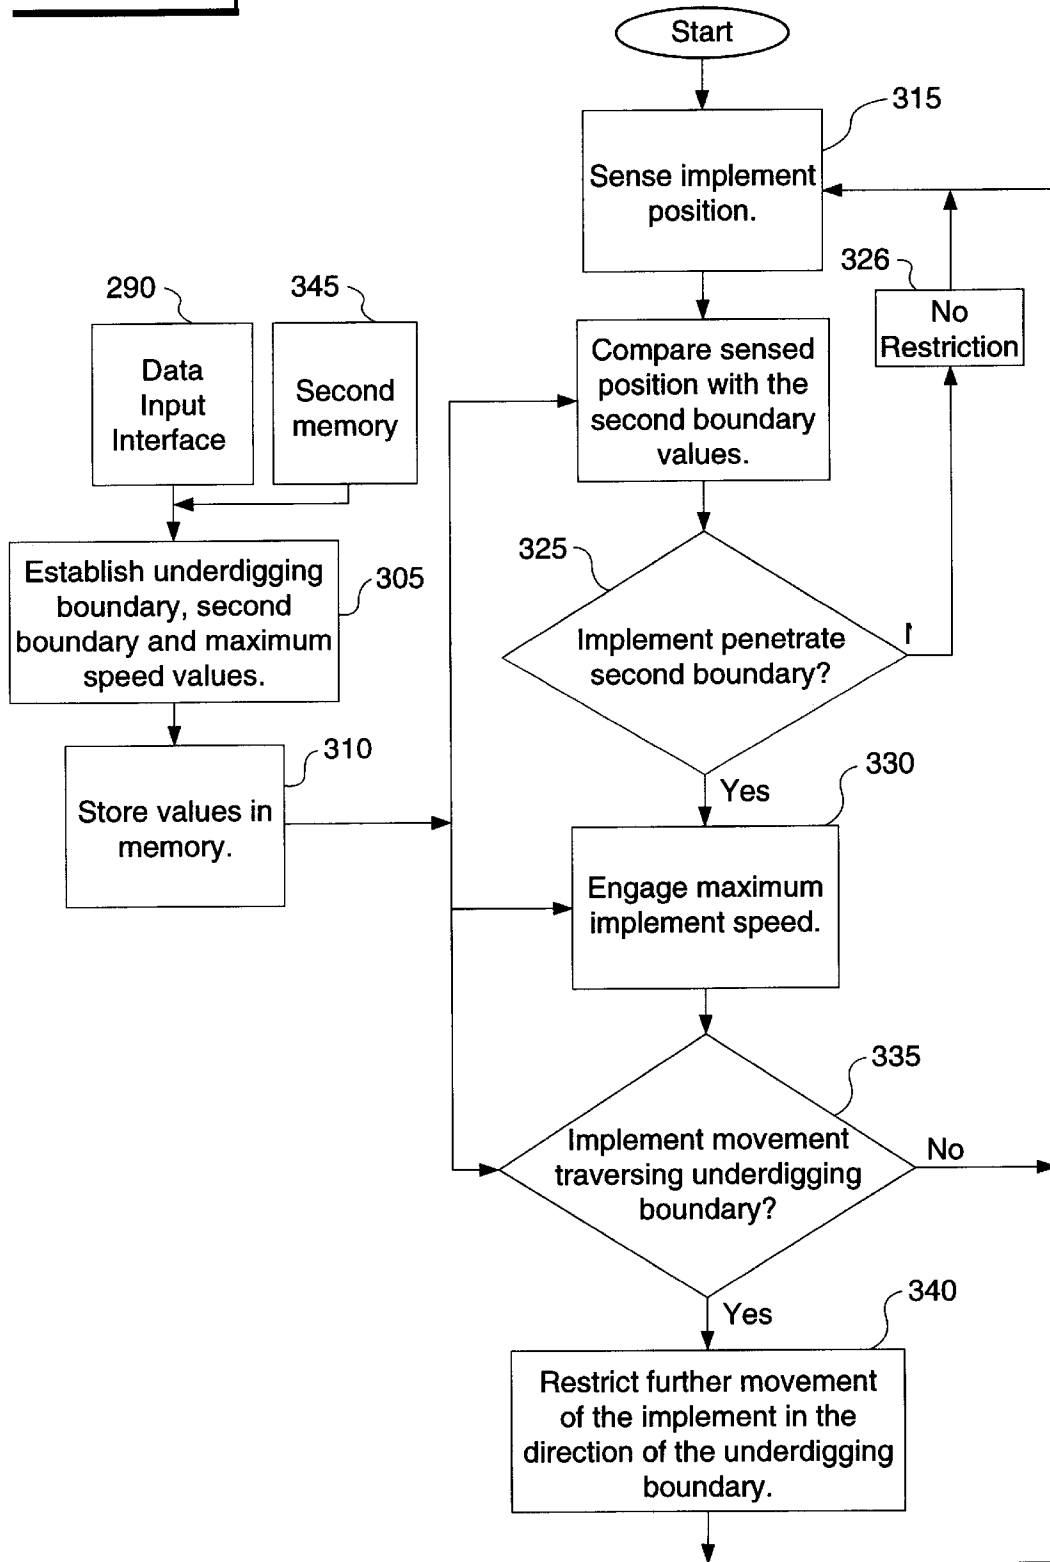 Start
315
Sense implement
position.
326
No
Restriction
290
345
Data
Input
Interface
Second
memory
Compare sensed
position with the
second boundary
values.
Establish underdigging
boundary, second
boundary and maximum
speed values.
305
325
Implement penetrate
second boundary?
310
Store values in
memory.
Yes
330
Engage maximum
implement speed.
335
Implement movement
traversing underdigging
boundary?
No
Yes
340
Restrict further movement
of the implement in the
direction of the underdigging
boundary.